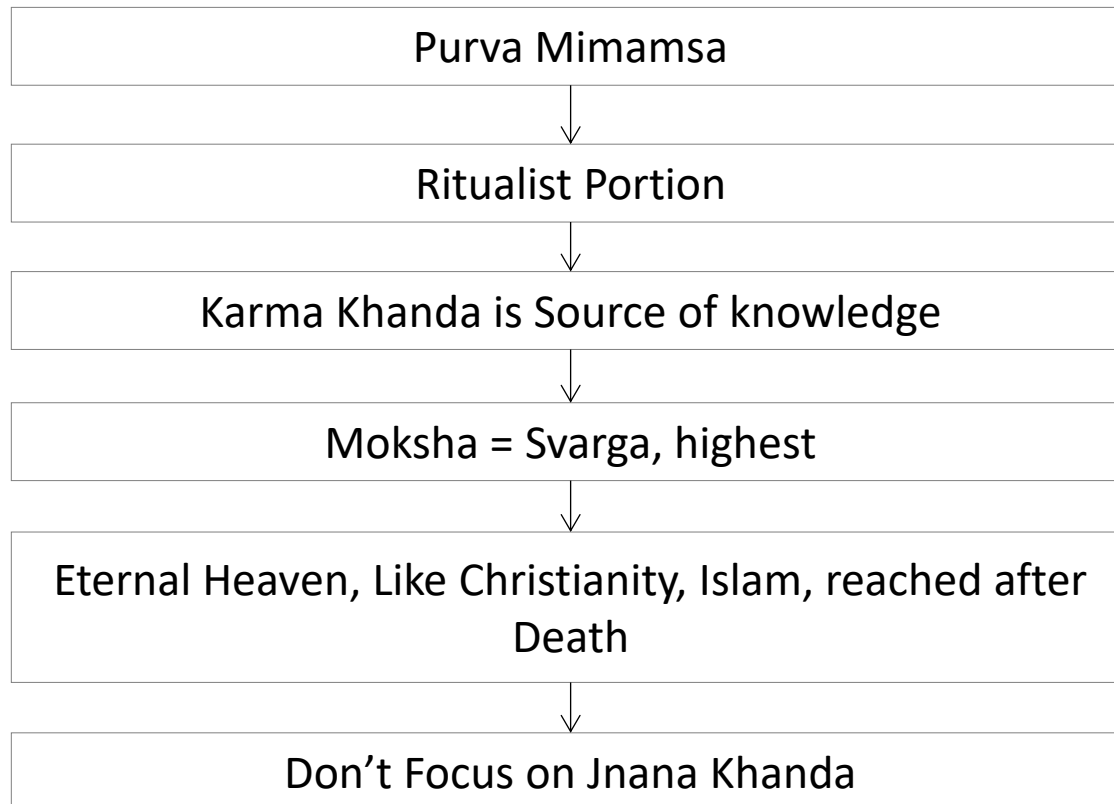 Purva Mimamsa
Ritualist Portion
Karma Khanda is Source of knowledge
Moksha = Svarga, highest
Eternal Heaven, Like Christianity, Islam, reached after
Death
Don’t Focus on Jnana Khanda